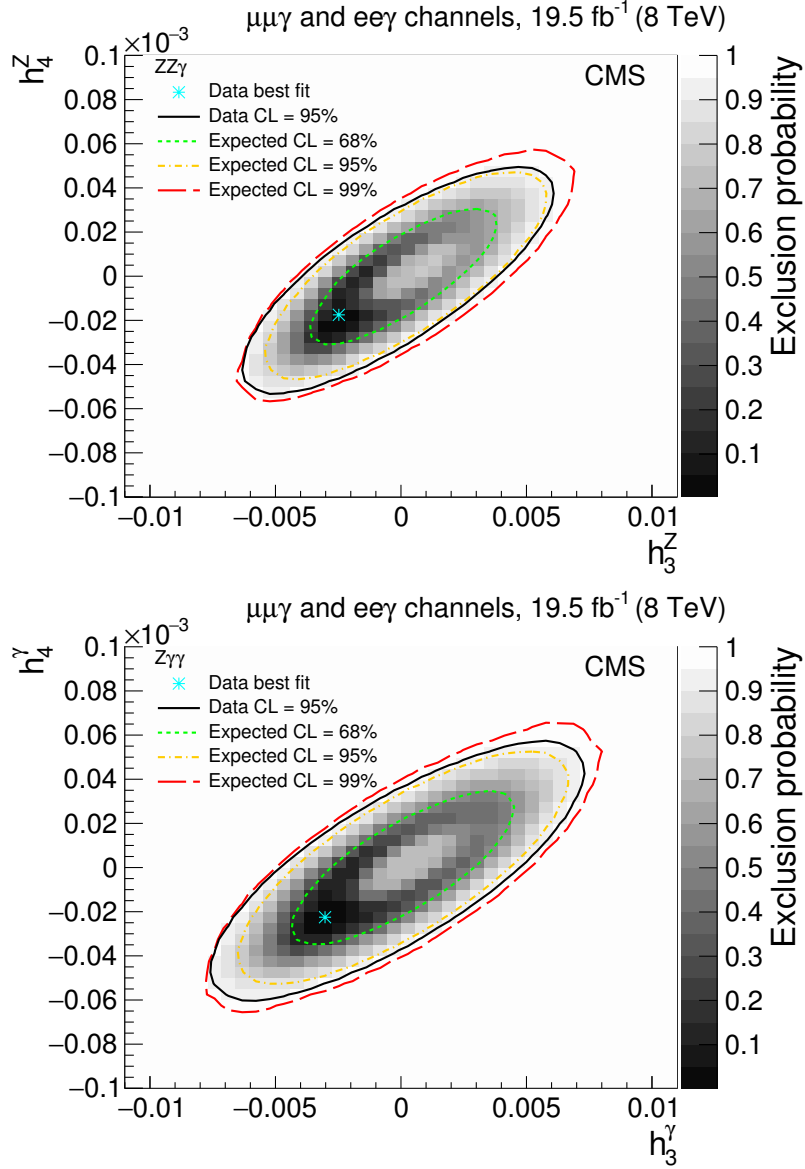 μμγ and eeγ channels, 19.5 fb⁻¹ (8 TeV)
×10⁻³
h₄ᶻ
ZZγ
CMS
Data best fit
Data CL = 95%
Expected CL = 68%
Expected CL = 95%
Expected CL = 99%
0.1
0.08
0.06
0.04
0.02
0
−0.02
−0.04
−0.06
−0.08
−0.1
−0.01 −0.005 0 0.005 0.01
h₃ᶻ
1
0.9
0.8
0.7
0.6
0.5
0.4
0.3
0.2
0.1
Exclusion probability
μμγ and eeγ channels, 19.5 fb⁻¹ (8 TeV)
×10⁻³
h₄ᵞ
Zγγ
CMS
Data best fit
Data CL = 95%
Expected CL = 68%
Expected CL = 95%
Expected CL = 99%
0.1
0.08
0.06
0.04
0.02
0
−0.02
−0.04
−0.06
−0.08
−0.1
−0.01 −0.005 0 0.005 0.01
h₃ᵞ
1
0.9
0.8
0.7
0.6
0.5
0.4
0.3
0.2
0.1
Exclusion probability